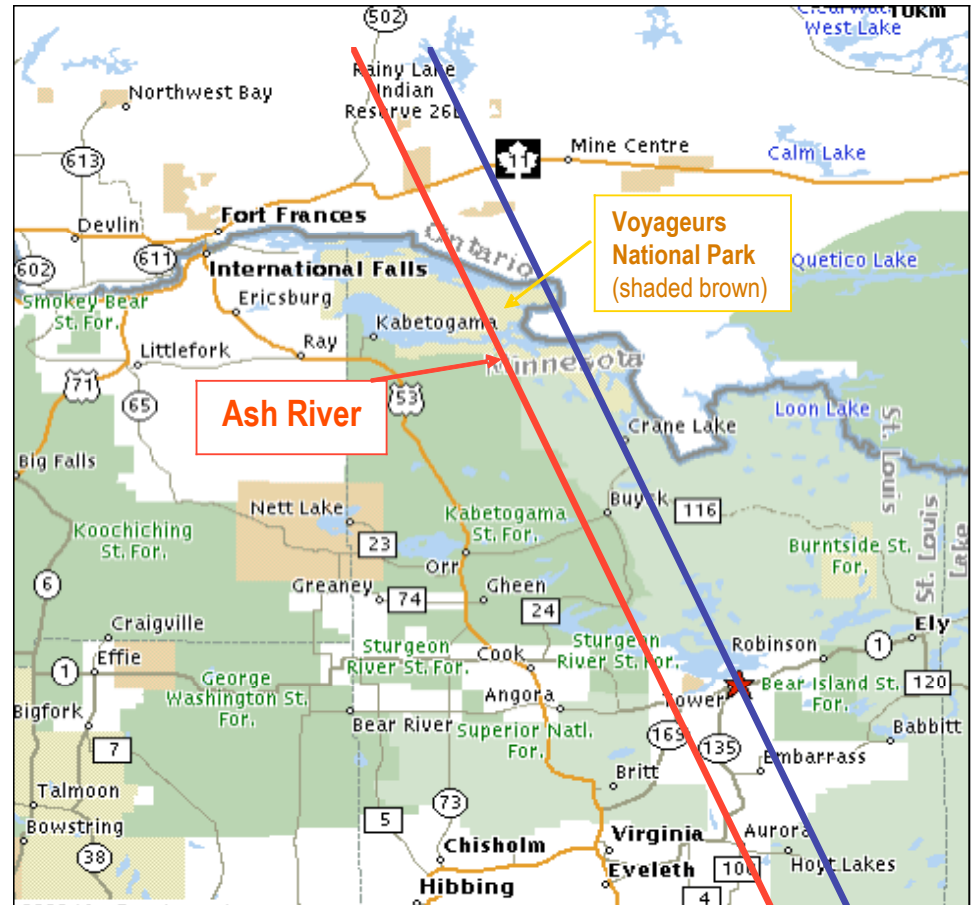 502
10km
West Lake
Rainy Lake
Indian
Reserve 26
Northwest Bay
613
11
Mine Centre
Calm Lake
Devlin
Fort Frances
Ontario
Voyageurs
National Park
(shaded brown)
602
611
International Falls
Quetico Lake
Smokey Bear
St. For.
Ericsburg
Kabetogama
Ray
Littlefork
Minnesota
71
65
Ash River
53
Crane Lake
Loon Lake
St. Louis
Big Falls
Nett Lake
Kabetogama
St. For.
116
Koochiching
St. For.
23
Orr
Burntside St.
For.
St. Louis
Lake
6
Greaney
74
Gheen
24
Craigville
Effie
1
Sturgeon
River St. For.
Cook
Sturgeon
River St. For.
Robinson
1
Ely
George
Washington St.
For.
Angora
Tower
Bear Island St.
For.
120
Bigfork
Bear River
Superior Natl.
For.
169
135
Babbitt
7
Embarrass
Britt
Talmoon
73
5
Bowstring
Virginia
Aurora
38
Chisholm
Eveleth
100
Hoyt Lakes
Hibbing
4